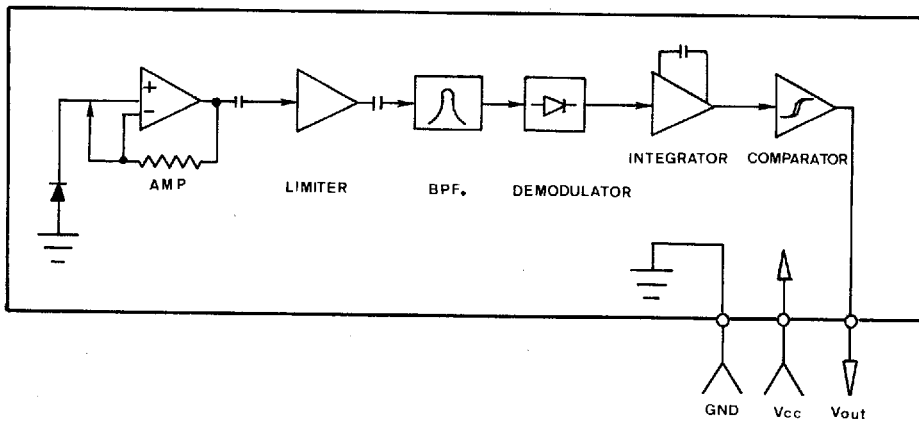 +
−
AMP
LIMITER
BPF.
DEMODULATOR
INTEGRATOR
COMPARATOR
GND
Vcc
Vout